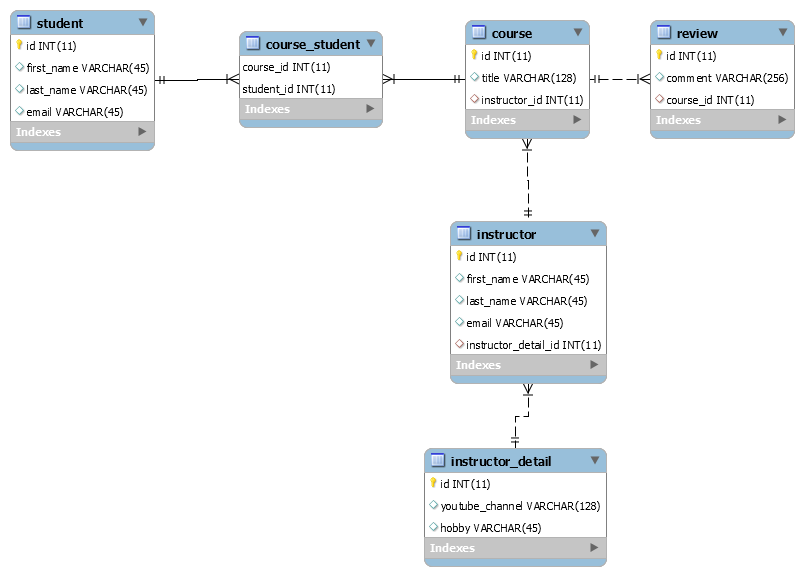 student
id INT(11)
first_name VARCHAR(45)
last_name VARCHAR(45)
email VARCHAR(45)
Indexes
course_student
course_id INT(11)
student_id INT(11)
Indexes
course
id INT(11)
title VARCHAR(128)
instructor_id INT(11)
Indexes
review
id INT(11)
comment VARCHAR(256)
course_id INT(11)
Indexes
instructor
id INT(11)
first_name VARCHAR(45)
last_name VARCHAR(45)
email VARCHAR(45)
instructor_detail_id INT(11)
Indexes
instructor_detail
id INT(11)
youtube_channel VARCHAR(128)
hobby VARCHAR(45)
Indexes